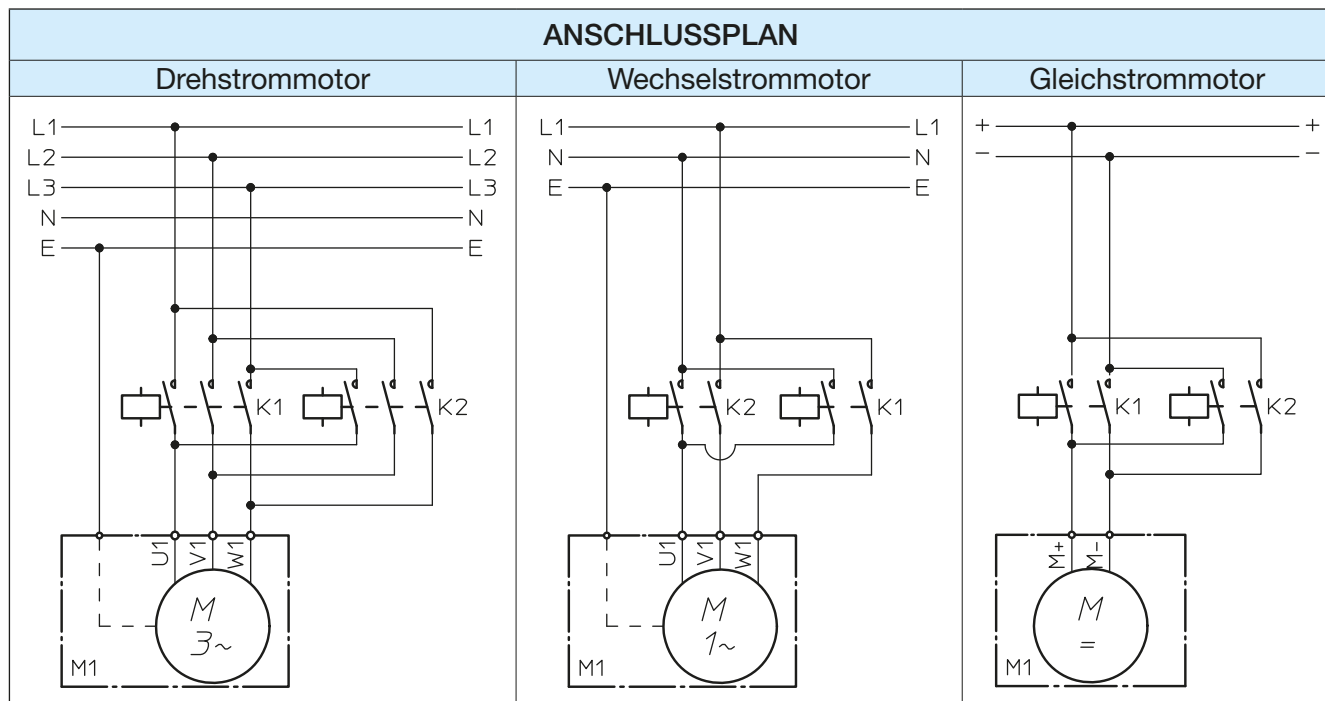 ANSCHLUSSPLAN
Drehstrommotor
L1 L1
L2 L2
L3 L3
N N
E E
K1 K2
U1 V1 W1
M
3~
M1
Wechselstrommotor
L1 L1
N N
E E
K2 K1
U1 V1 W1
M
1~
M1
Gleichstrommotor
+ +
− −
K1 K2
M+ M-
M
=
M1